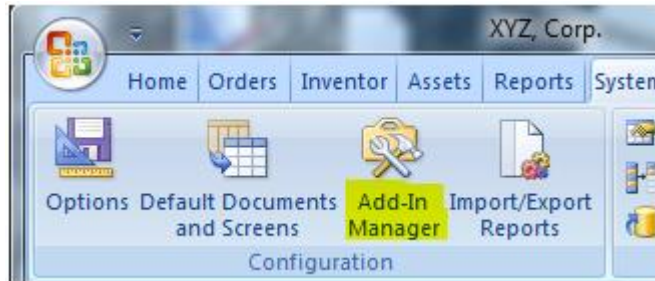 XYZ, Corp.
Home Orders Inventor Assets Reports System
Options Default Documents and Screens Add-In Manager Import/Export Reports
Configuration